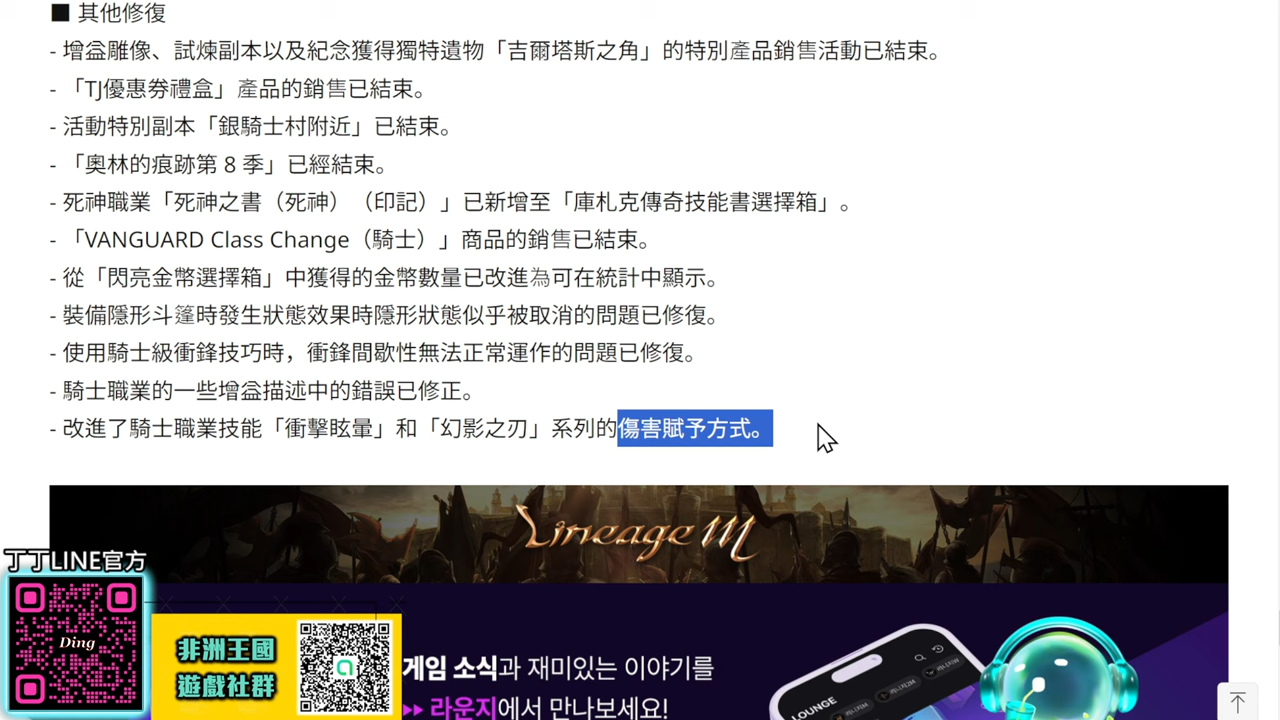 ■ 其他修復
- 增益雕像、試煉副本以及紀念獲得獨特遺物「吉爾塔斯之角」的特別產品銷售活動已結束。
- 「TJ優惠券禮盒」產品的銷售已結束。
- 活動特別副本「銀騎士村附近」已結束。
- 「奧林的痕跡第 8 季」已經結束。
- 死神職業「死神之書（死神）（印記）」已新增至「庫札克傳奇技能書選擇箱」。
- 「VANGUARD Class Change（騎士）」商品的銷售已結束。
- 從「閃亮金幣選擇箱」中獲得的金幣數量已改進為可在統計中顯示。
- 裝備隱形斗篷時發生狀態效果時隱形狀態似乎被取消的問題已修復。
- 使用騎士級衝鋒技巧時，衝鋒間歇性無法正常運作的問題已修復。
- 騎士職業的一些增益描述中的錯誤已修正。
- 改進了騎士職業技能「衝擊眩暈」和「幻影之刃」系列的傷害賦予方式。
Lineage M
丁丁LINE官方
Ding
非洲王國
遊戲社群
게임 소식과 재미있는 이야기를
▸▸ 라운지에서 만나보세요!
LOUNGE